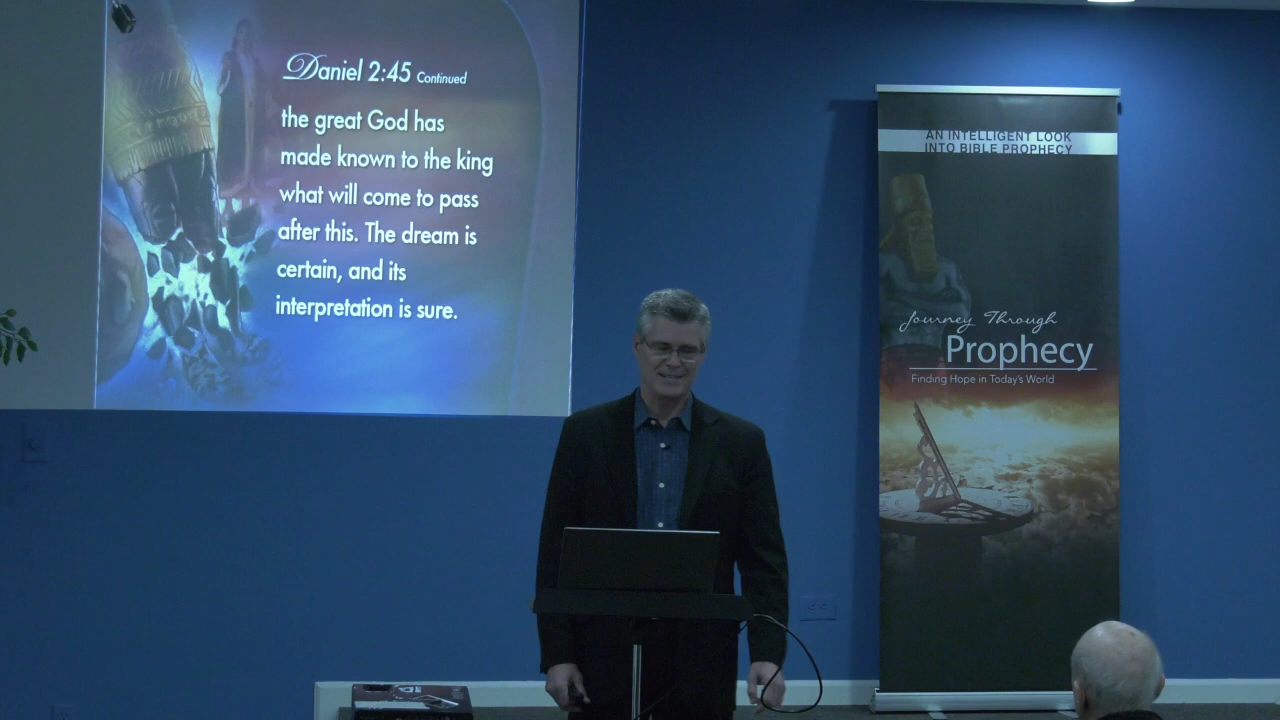 Daniel 2:45 Continued
the great God has
made known to the king
what will come to pass
after this. The dream is
certain, and its
interpretation is sure.
AN INTELLIGENT LOOK
INTO BIBLE PROPHECY
Journey Through
Prophecy
Finding Hope in Today's World